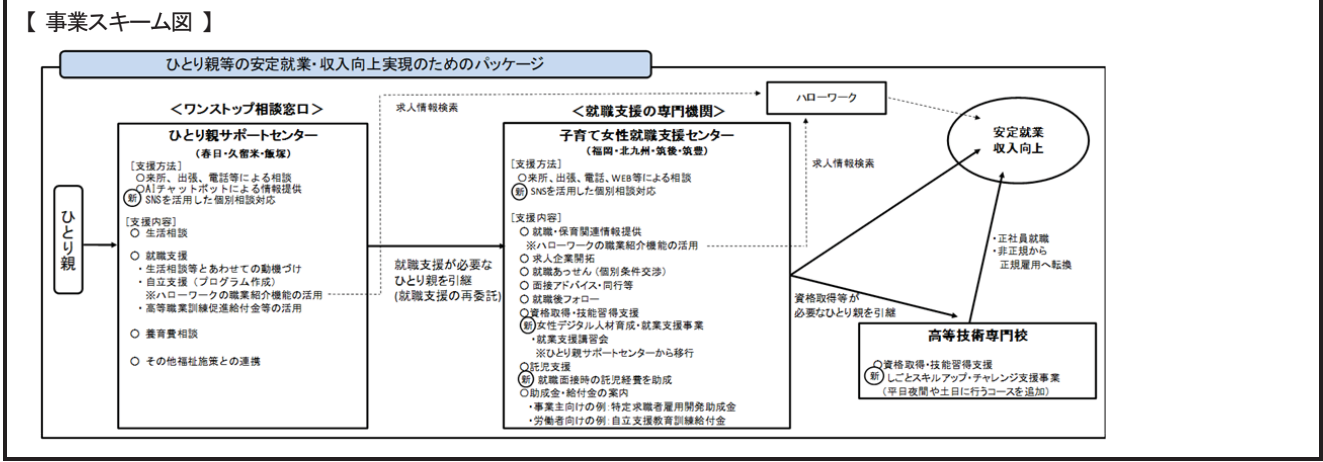 【 事業スキーム図 】
ひとり親等の安定就業・収入向上実現のためのパッケージ
ひとり親
＜ワンストップ相談窓口＞
ひとり親サポートセンター
(春日・久留米・飯塚)
[支援方法]
○来所、出張、電話等による相談
○AIチャットボットによる情報提供
新 SNSを活用した個別相談対応
[支援内容]
○ 生活相談
○ 就職支援
・生活相談等とあわせての動機づけ
・自立支援（プログラム作成）
※ハローワークの職業紹介機能の活用
・高等職業訓練促進給付金等の活用
○ 養育費相談
○ その他福祉施策との連携
求人情報検索
就職支援が必要な
ひとり親を引継
(就職支援の再委託)
＜就職支援の専門機関＞
子育て女性就職支援センター
(福岡・北九州・筑後・筑豊)
[支援方法]
○来所、出張、電話、WEB等による相談
新 SNSを活用した個別相談対応
[支援内容]
○ 就職・保育関連情報提供
※ハローワークの職業紹介機能の活用
○ 求人企業開拓
○ 就職あっせん（個別条件交渉）
○ 面接アドバイス・同行等
○ 就職後フォロー
○資格取得・技能習得支援
新 女性デジタル人材育成・就業支援事業
・就業支援講習会
※ひとり親サポートセンターから移行
○託児支援
新 就職面接時の託児経費を助成
○助成金・給付金の案内
・事業主向けの例：特定求職者雇用開発助成金
・労働者向けの例：自立支援教育訓練給付金
ハローワーク
求人情報検索
安定就業
収入向上
・正社員就職
・非正規から
正規雇用へ転換
資格取得等が
必要なひとり親を引継
高等技術専門校
○資格取得・技能習得支援
新 しごとスキルアップ・チャレンジ支援事業
（平日夜間や土日に行うコースを追加）